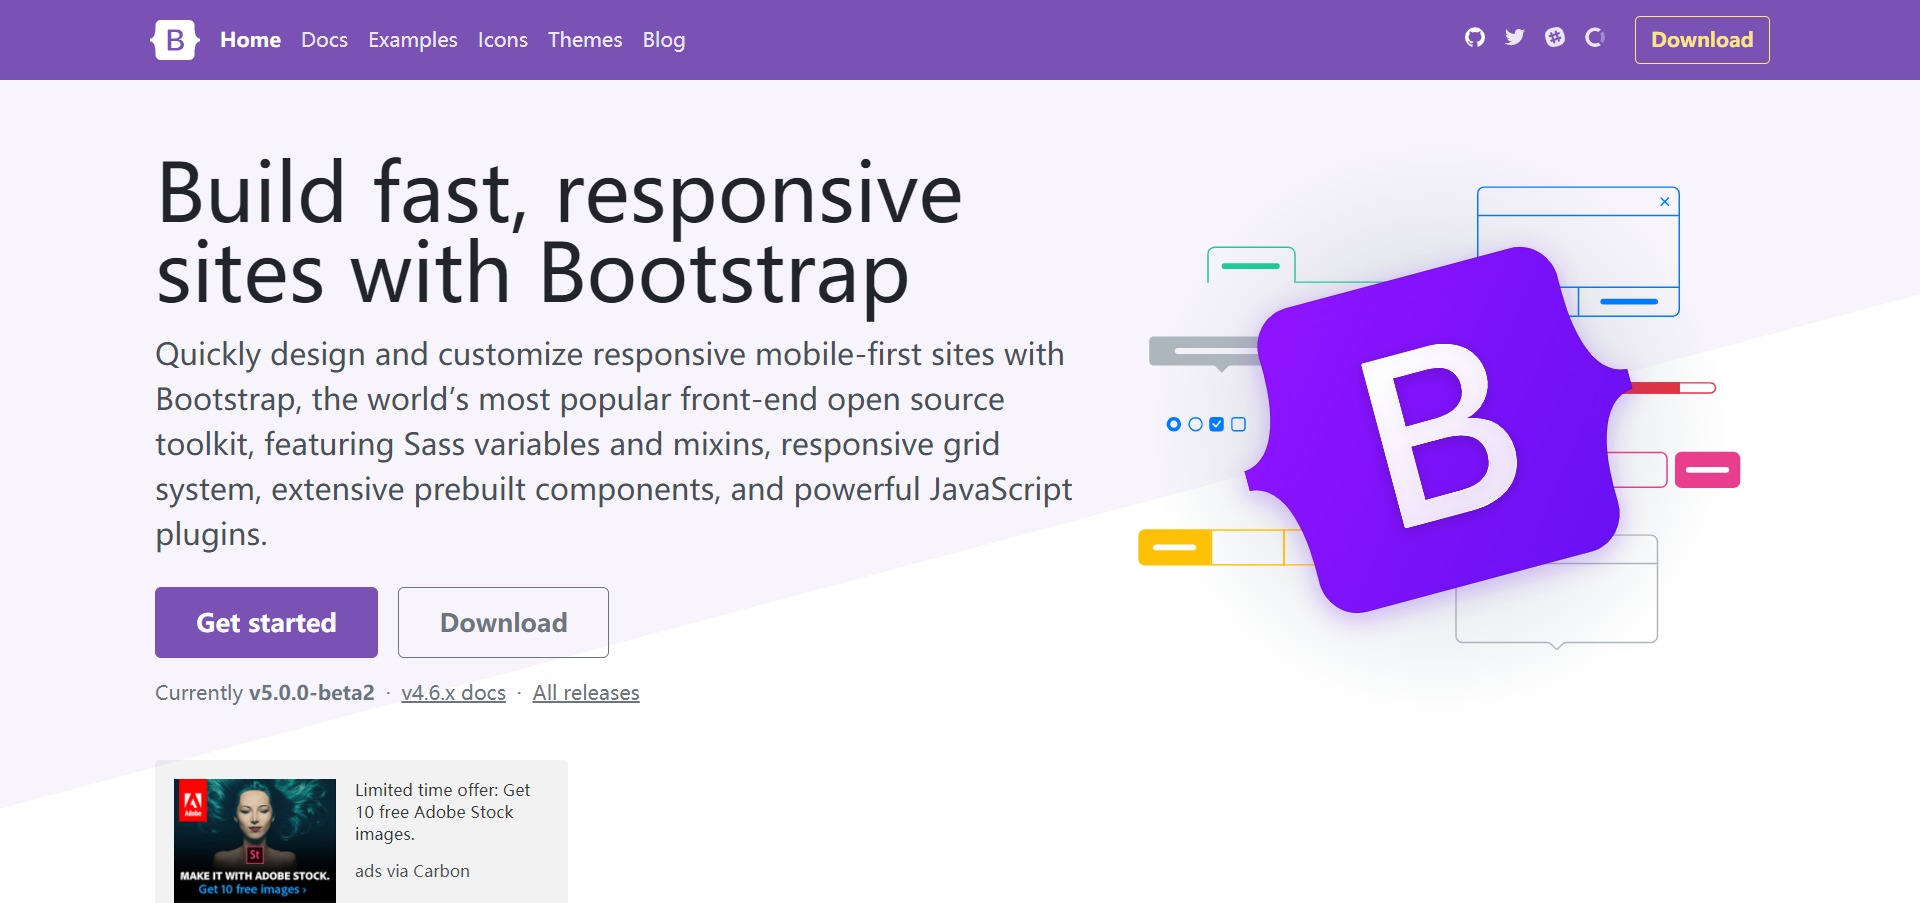 B Home Docs Examples Icons Themes Blog Download
Build fast, responsive
sites with Bootstrap
Quickly design and customize responsive mobile-first sites with
Bootstrap, the world’s most popular front-end open source
toolkit, featuring Sass variables and mixins, responsive grid
system, extensive prebuilt components, and powerful JavaScript
plugins.
Get started Download
Currently v5.0.0-beta2 · v4.6.x docs · All releases
B
Adobe
St
MAKE IT WITH ADOBE STOCK.
Get 10 free images ›
Limited time offer: Get
10 free Adobe Stock
images.
ads via Carbon